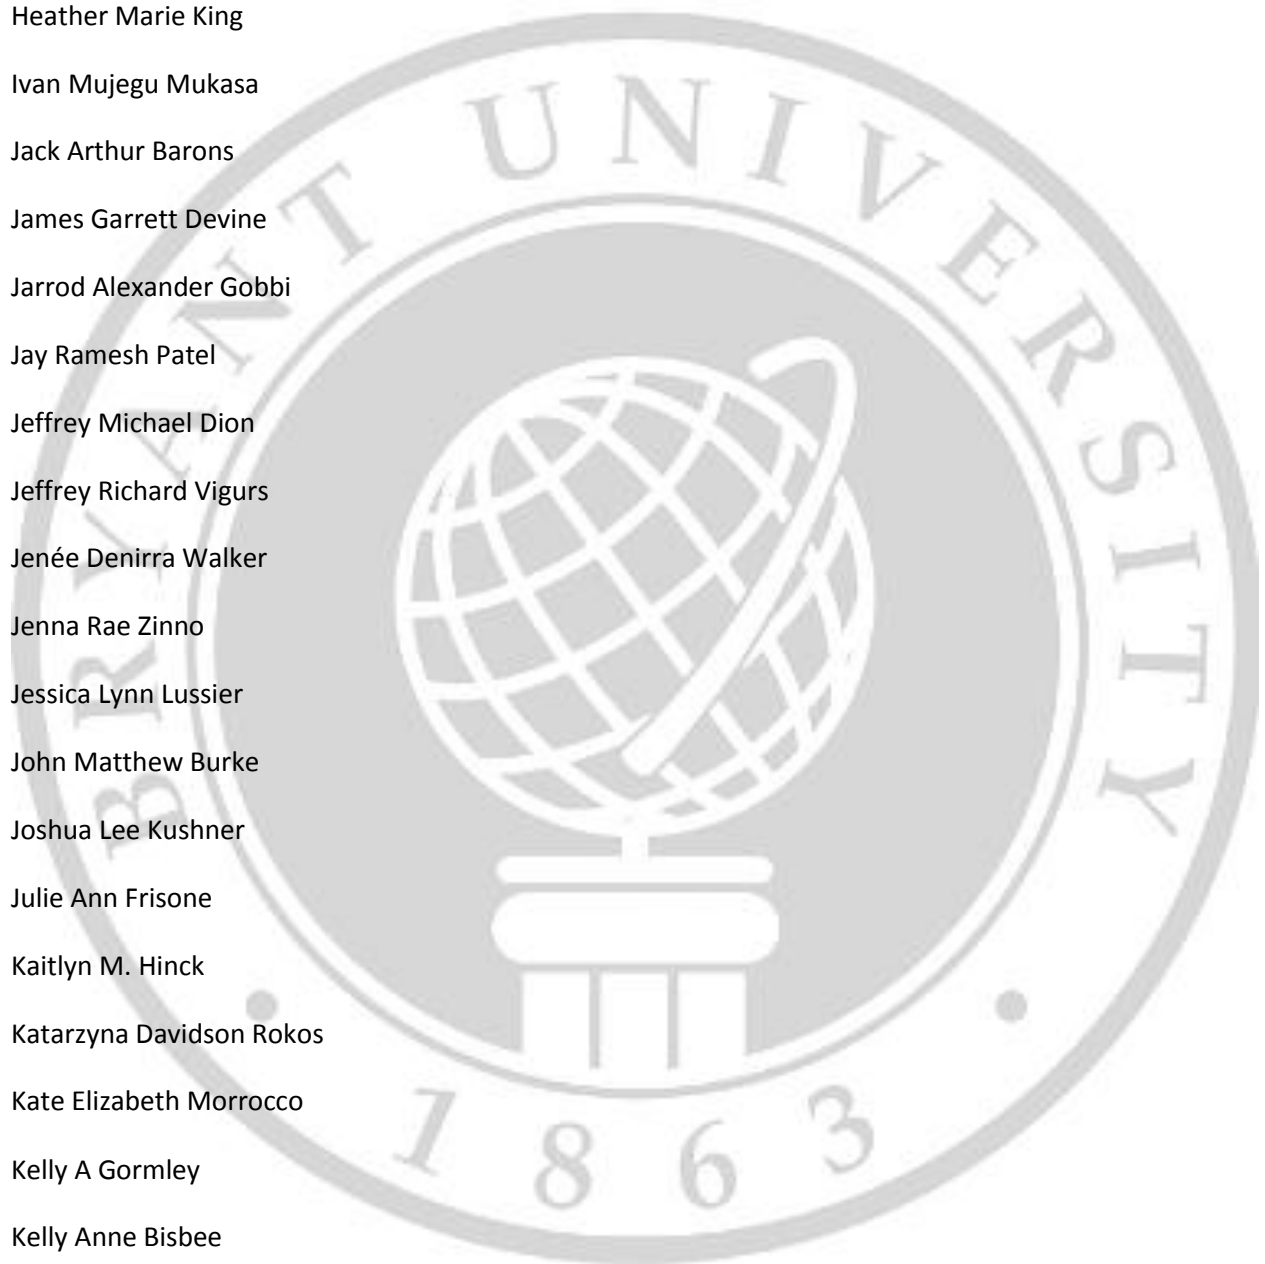 Heather Marie King
Ivan Mujegu Mukasa
Jack Arthur Barons
James Garrett Devine
Jarrod Alexander Gobbi
Jay Ramesh Patel
Jeffrey Michael Dion
Jeffrey Richard Vigurs
Jenée Denirra Walker
Jenna Rae Zinno
Jessica Lynn Lussier
John Matthew Burke
Joshua Lee Kushner
Julie Ann Frisone
Kaitlyn M. Hinck
Katarzyna Davidson Rokos
Kate Elizabeth Morrocco
Kelly A Gormley
Kelly Anne Bisbee
BRYANT UNIVERSITY
1863